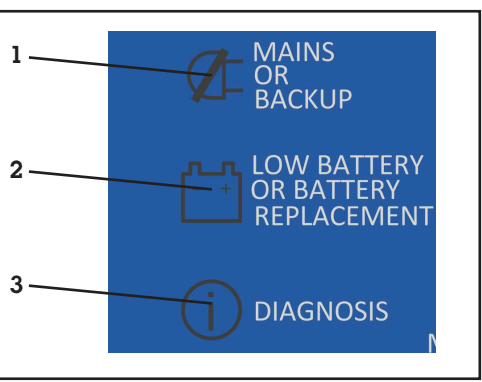 1
MAINS
OR
BACKUP
2
LOW BATTERY
OR BATTERY
REPLACEMENT
+
3
i
DIAGNOSIS